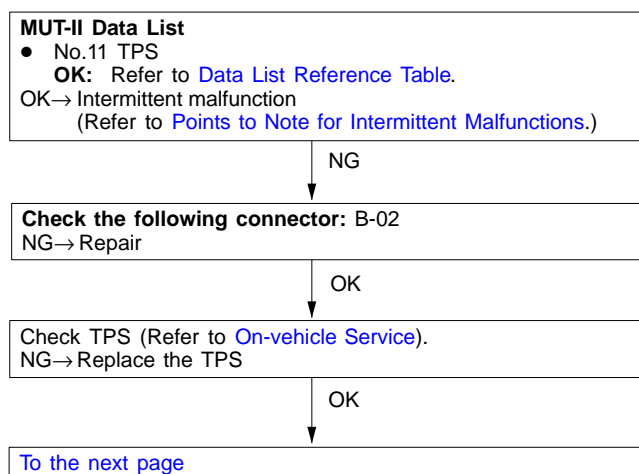 MUT-II Data List
● No.11 TPS
OK: Refer to Data List Reference Table.
OK→ Intermittent malfunction
(Refer to Points to Note for Intermittent Malfunctions.)
NG
Check the following connector: B-02
NG→ Repair
OK
Check TPS (Refer to On-vehicle Service).
NG→ Replace the TPS
OK
To the next page